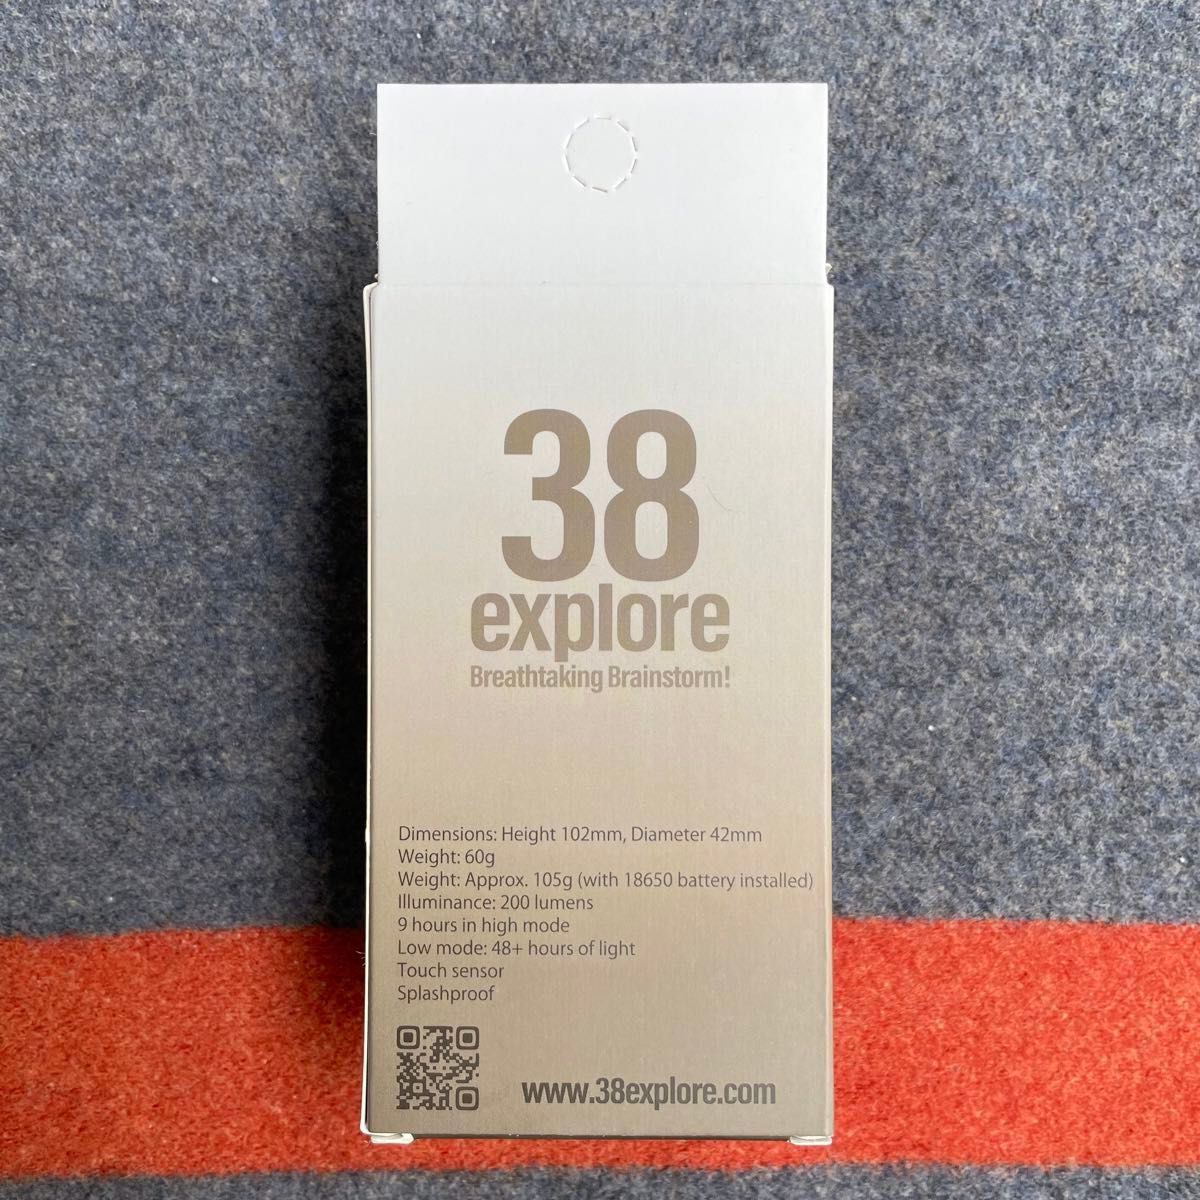 38
explore
Breathtaking Brainstorm!
Dimensions: Height 102mm, Diameter 42mm
Weight: 60g
Weight: Approx. 105g (with 18650 battery installed)
Illuminance: 200 lumens
9 hours in high mode
Low mode: 48+ hours of light
Touch sensor
Splashproof
www.38explore.com